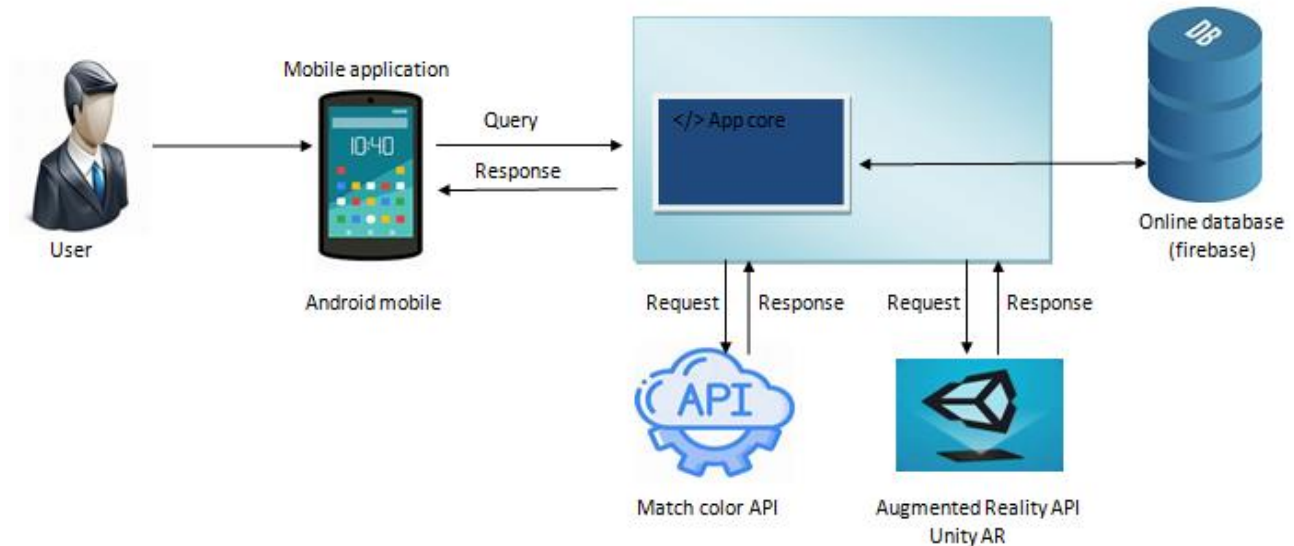 DB
Mobile application
10:40
Query
</> App core
Response
Online database
(firebase)
User
Android mobile
Request
Response
Request
Response
API
Match color API
Augmented Reality API
Unity AR